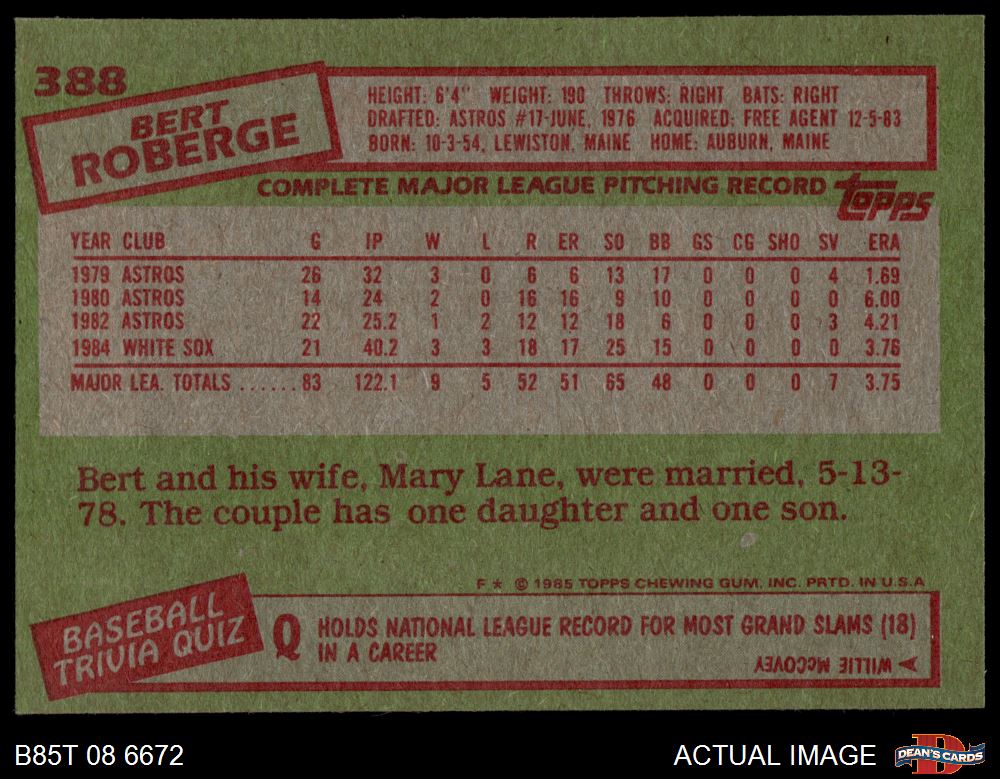 388
BERT
ROBERGE
HEIGHT: 6'4" WEIGHT: 190 THROWS: RIGHT BATS: RIGHT
DRAFTED: ASTROS #17-JUNE, 1976 ACQUIRED: FREE AGENT 12-5-83
BORN: 10-3-54, LEWISTON, MAINE HOME: AUBURN, MAINE
COMPLETE MAJOR LEAGUE PITCHING RECORD
topps
YEAR CLUB G IP W L R ER SO BB GS CG SHO SV ERA
1979 ASTROS 26 32 3 0 6 6 13 17 0 0 0 4 1.69
1980 ASTROS 14 24 2 0 16 16 9 10 0 0 0 0 6.00
1982 ASTROS 22 25.2 1 2 12 12 18 6 0 0 0 3 4.21
1984 WHITE SOX 21 40.2 3 3 18 17 25 15 0 0 0 0 3.76
MAJOR LEA. TOTALS ...... 83 122.1 9 5 52 51 65 48 0 0 0 7 3.75
Bert and his wife, Mary Lane, were married, 5-13-
78. The couple has one daughter and one son.
F * © 1985 TOPPS CHEWING GUM, INC. PRTD. IN U.S.A
BASEBALL
TRIVIA QUIZ
Q HOLDS NATIONAL LEAGUE RECORD FOR MOST GRAND SLAMS (18)
IN A CAREER
A WILLIE McCOVEY
B85T 08 6672
ACTUAL IMAGE
D
DEAN'S CARDS